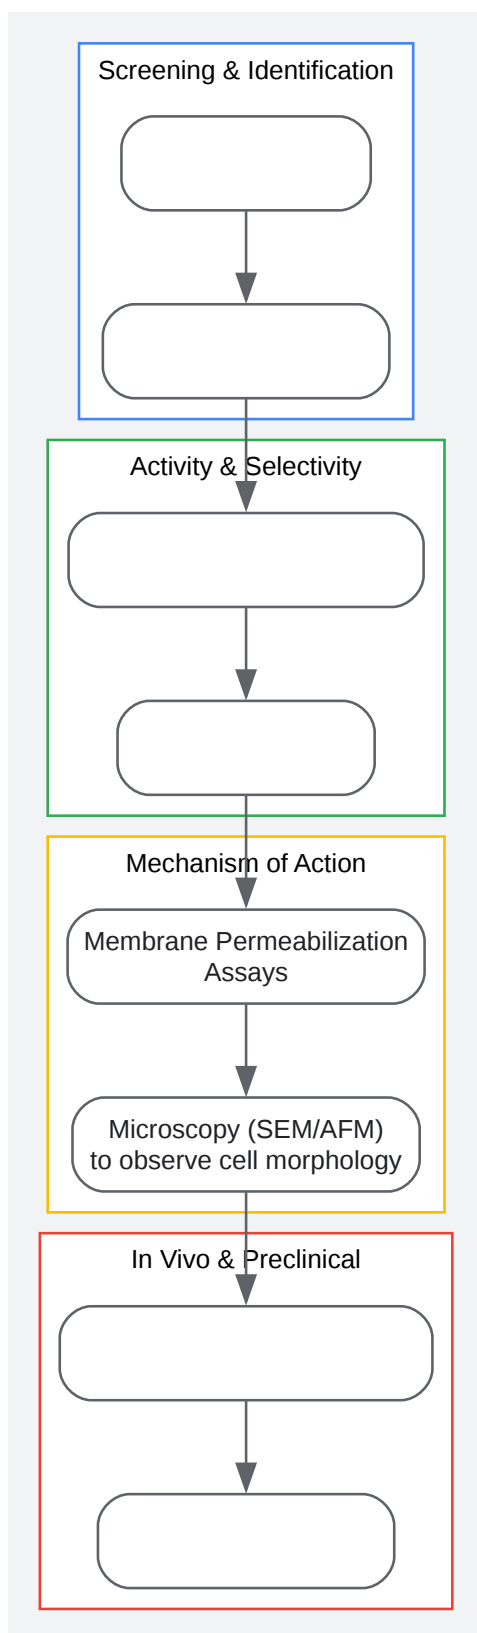 Screening & Identification
Activity & Selectivity
Mechanism of Action
Membrane Permeabilization
Assays
Microscopy (SEM/AFM)
to observe cell morphology
In Vivo & Preclinical